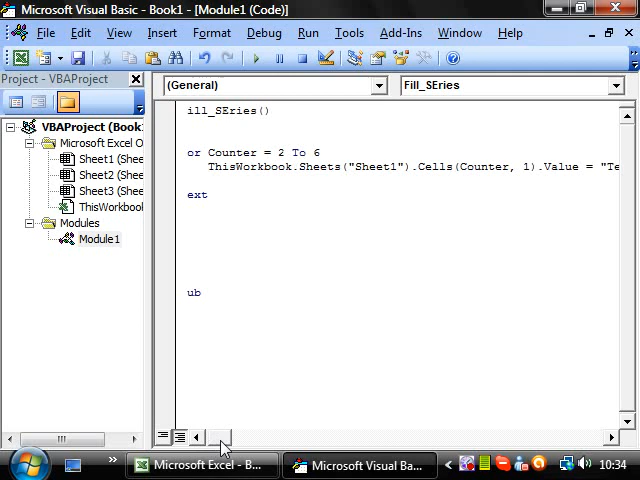 Microsoft Visual Basic - Book1 - [Module1 (Code)]
File Edit View Insert Format Debug Run Tools Add-Ins Window Help
Project - VBAProject
(General) Fill_SEries
VBAProject (Book
Microsoft Excel O
Sheet1 (Shee
Sheet2 (Shee
Sheet3 (Shee
ThisWorkbook
Modules
Module1
ill_SEries()
or Counter = 2 To 6
ThisWorkbook.Sheets("Sheet1").Cells(Counter, 1).Value = "Te
ext
ub
Microsoft Excel - B... Microsoft Visual Ba... 10:34